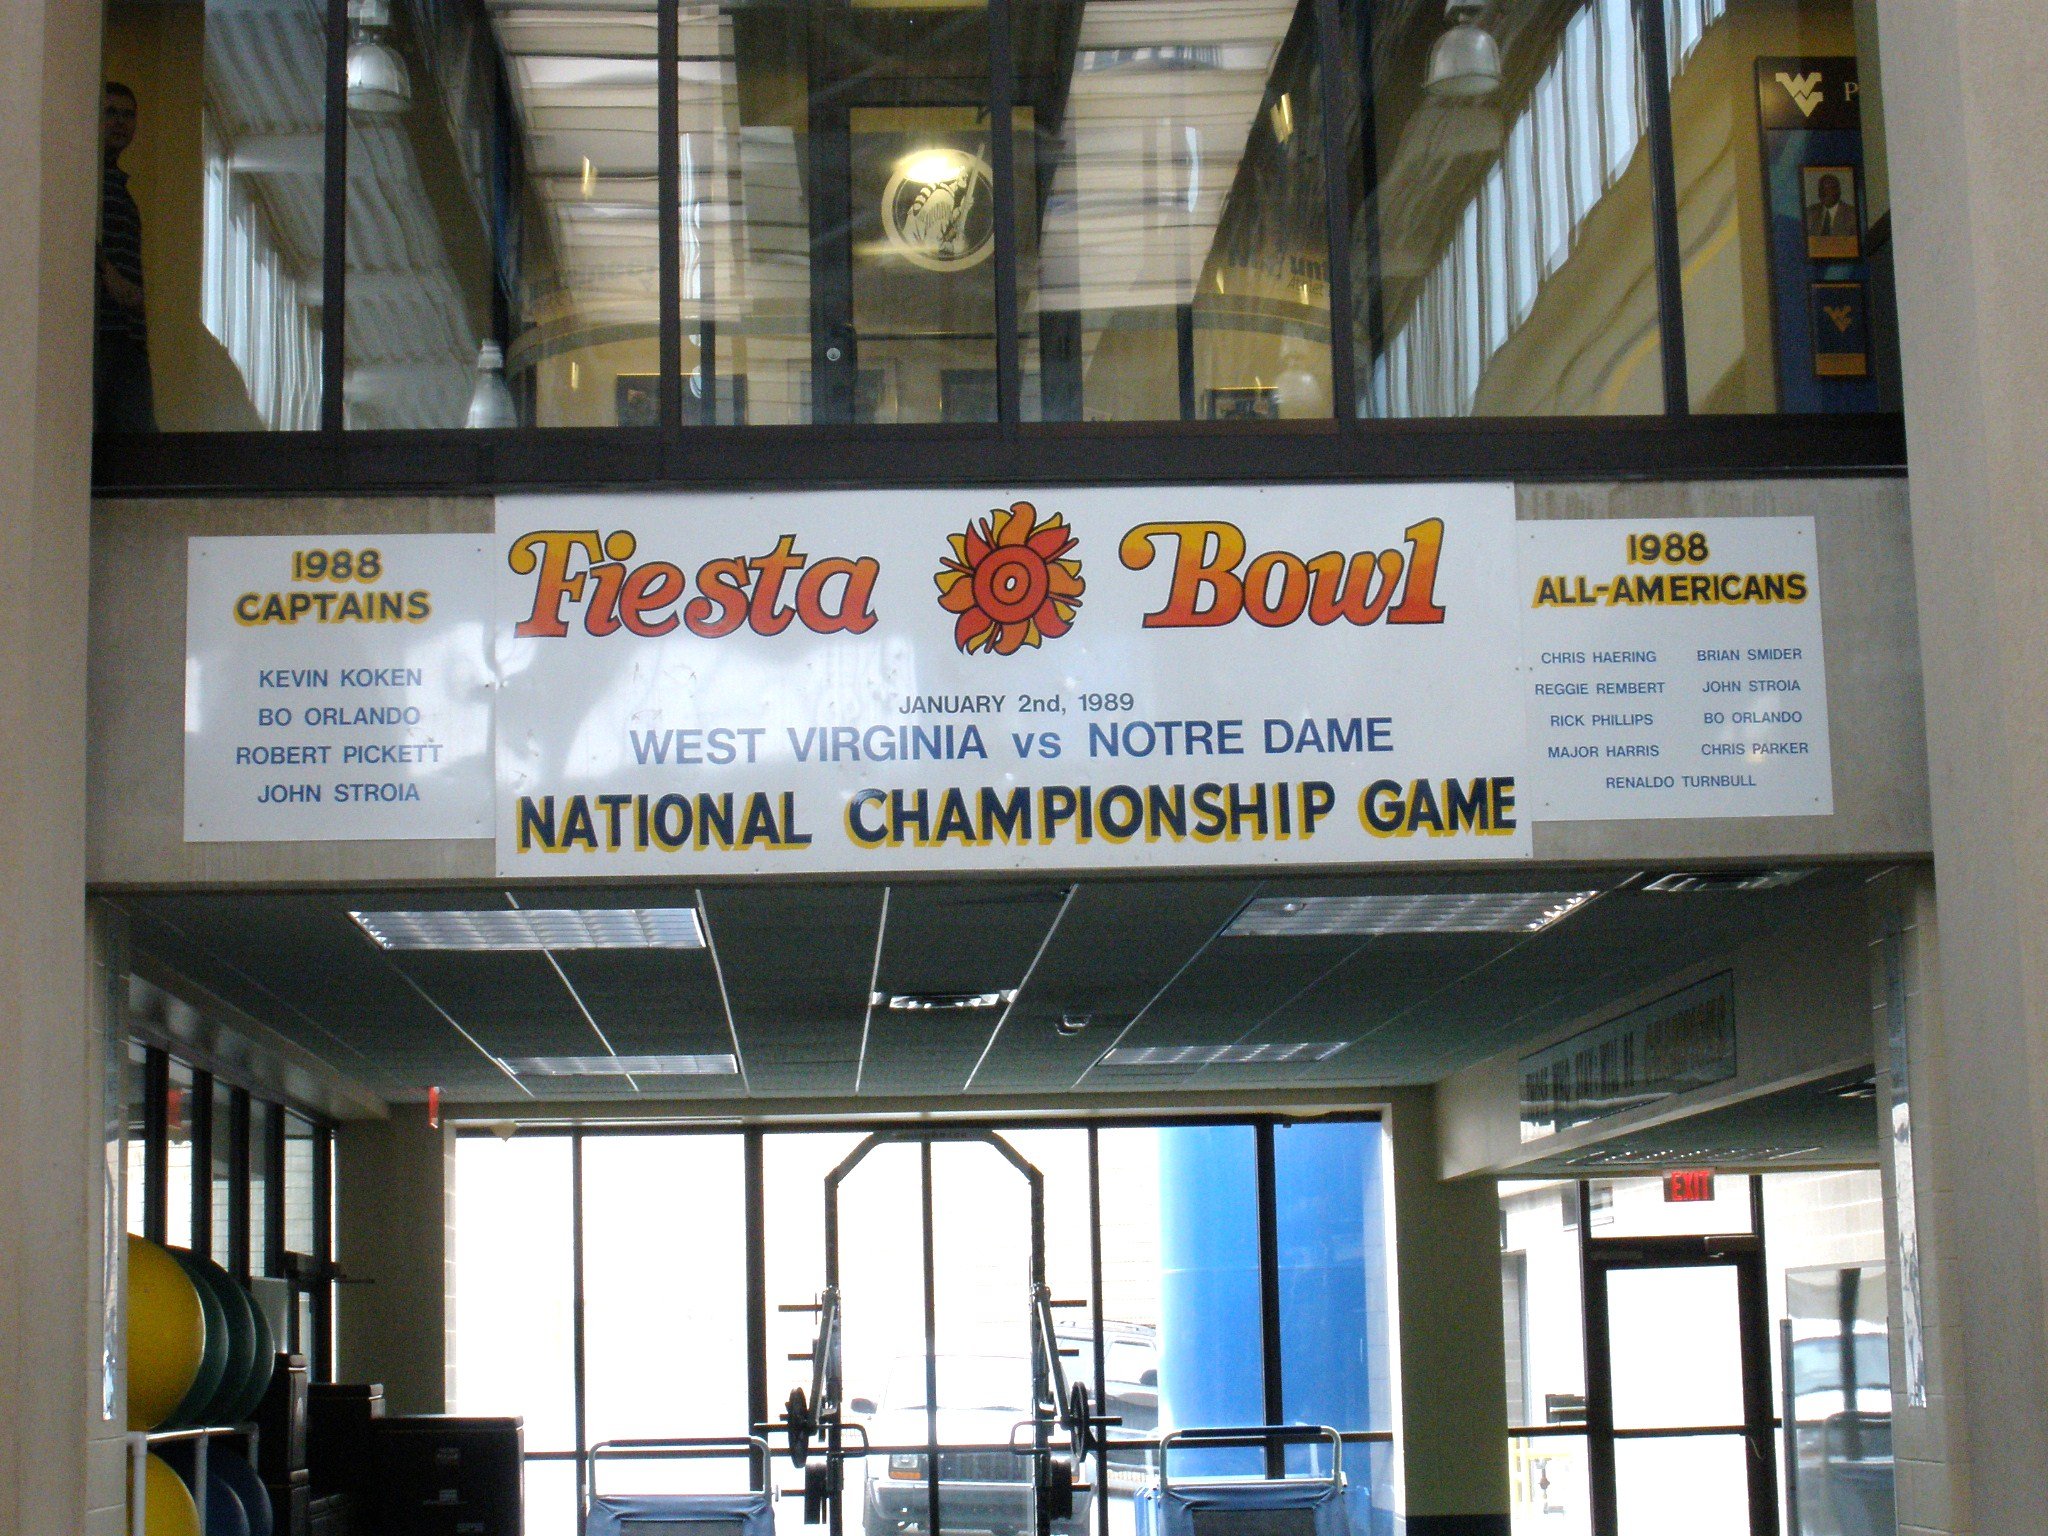 WV P
1988
CAPTAINS
KEVIN KOKEN
BO ORLANDO
ROBERT PICKETT
JOHN STROIA
Fiesta Bowl
JANUARY 2nd, 1989
WEST VIRGINIA vs NOTRE DAME
NATIONAL CHAMPIONSHIP GAME
1988
ALL-AMERICANS
CHRIS HAERING BRIAN SMIDER
REGGIE REMBERT JOHN STROIA
RICK PHILLIPS BO ORLANDO
MAJOR HARRIS CHRIS PARKER
RENALDO TURNBULL
EXIT